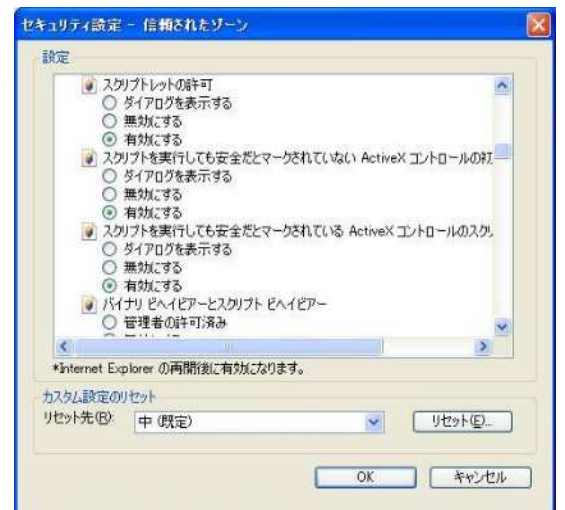 セキュリティ設定 - 信頼されたゾーン
設定
スクリプトレットの許可
ダイアログを表示する
無効にする
有効にする
スクリプトを実行しても安全だとマークされていない ActiveX コントロールの
ダイアログを表示する
無効にする
有効にする
スクリプトを実行しても安全だとマークされている ActiveX コントロールのスクリ
ダイアログを表示する
無効にする
有効にする
バイナリ ビヘイビアーとスクリプト ビヘイビアー
管理者の許可済み
*Internet Explorer の再開後に有効になります。
カスタム設定のリセット
リセット先(R): 中 (既定) リセット(E)...
OK キャンセル